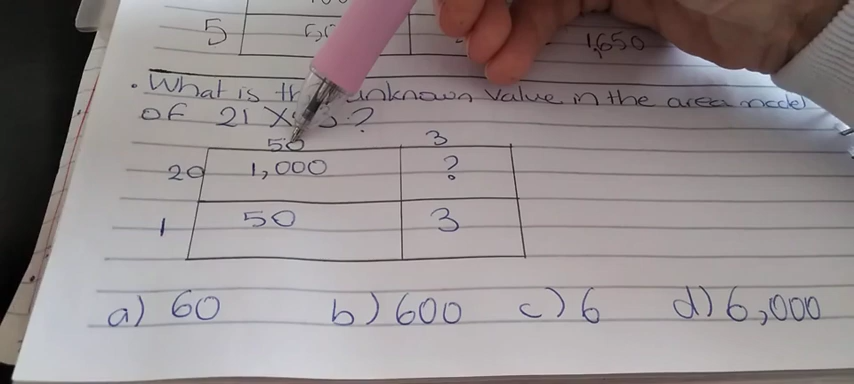 5 50 1,650
. What is the unknown value in the area model
of 21 X ?
50 3
20 1,000 ?
1 50 3
a) 60 b) 600 c) 6 d) 6,000